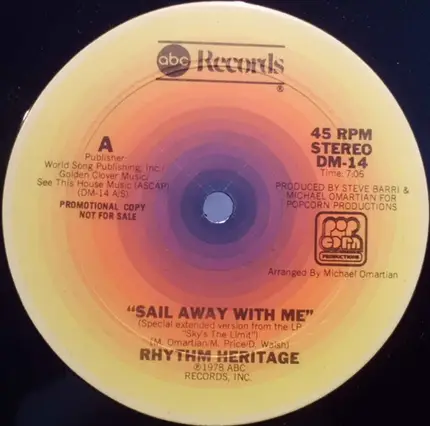 abc Records
®
A
Publisher
World Song Publishing, Inc./
Golden Clover Music/
See This House Music (ASCAP)
(DM-14 A/S)
PROMOTIONAL COPY
NOT FOR SALE
45 RPM
STEREO
DM-14
Time: 7:05
PRODUCED BY STEVE BARRI &
MICHAEL OMARTIAN FOR
POPCORN PRODUCTIONS
POP
CORN
PRODUCTIONS
Arranged By Michael Omartian
"SAIL AWAY WITH ME"
(Special extended version from the LP
"Sky's The Limit")
(M. Omartian/M. Price/D. Walsh)
RHYTHM HERITAGE
℗1978 ABC
RECORDS, INC.